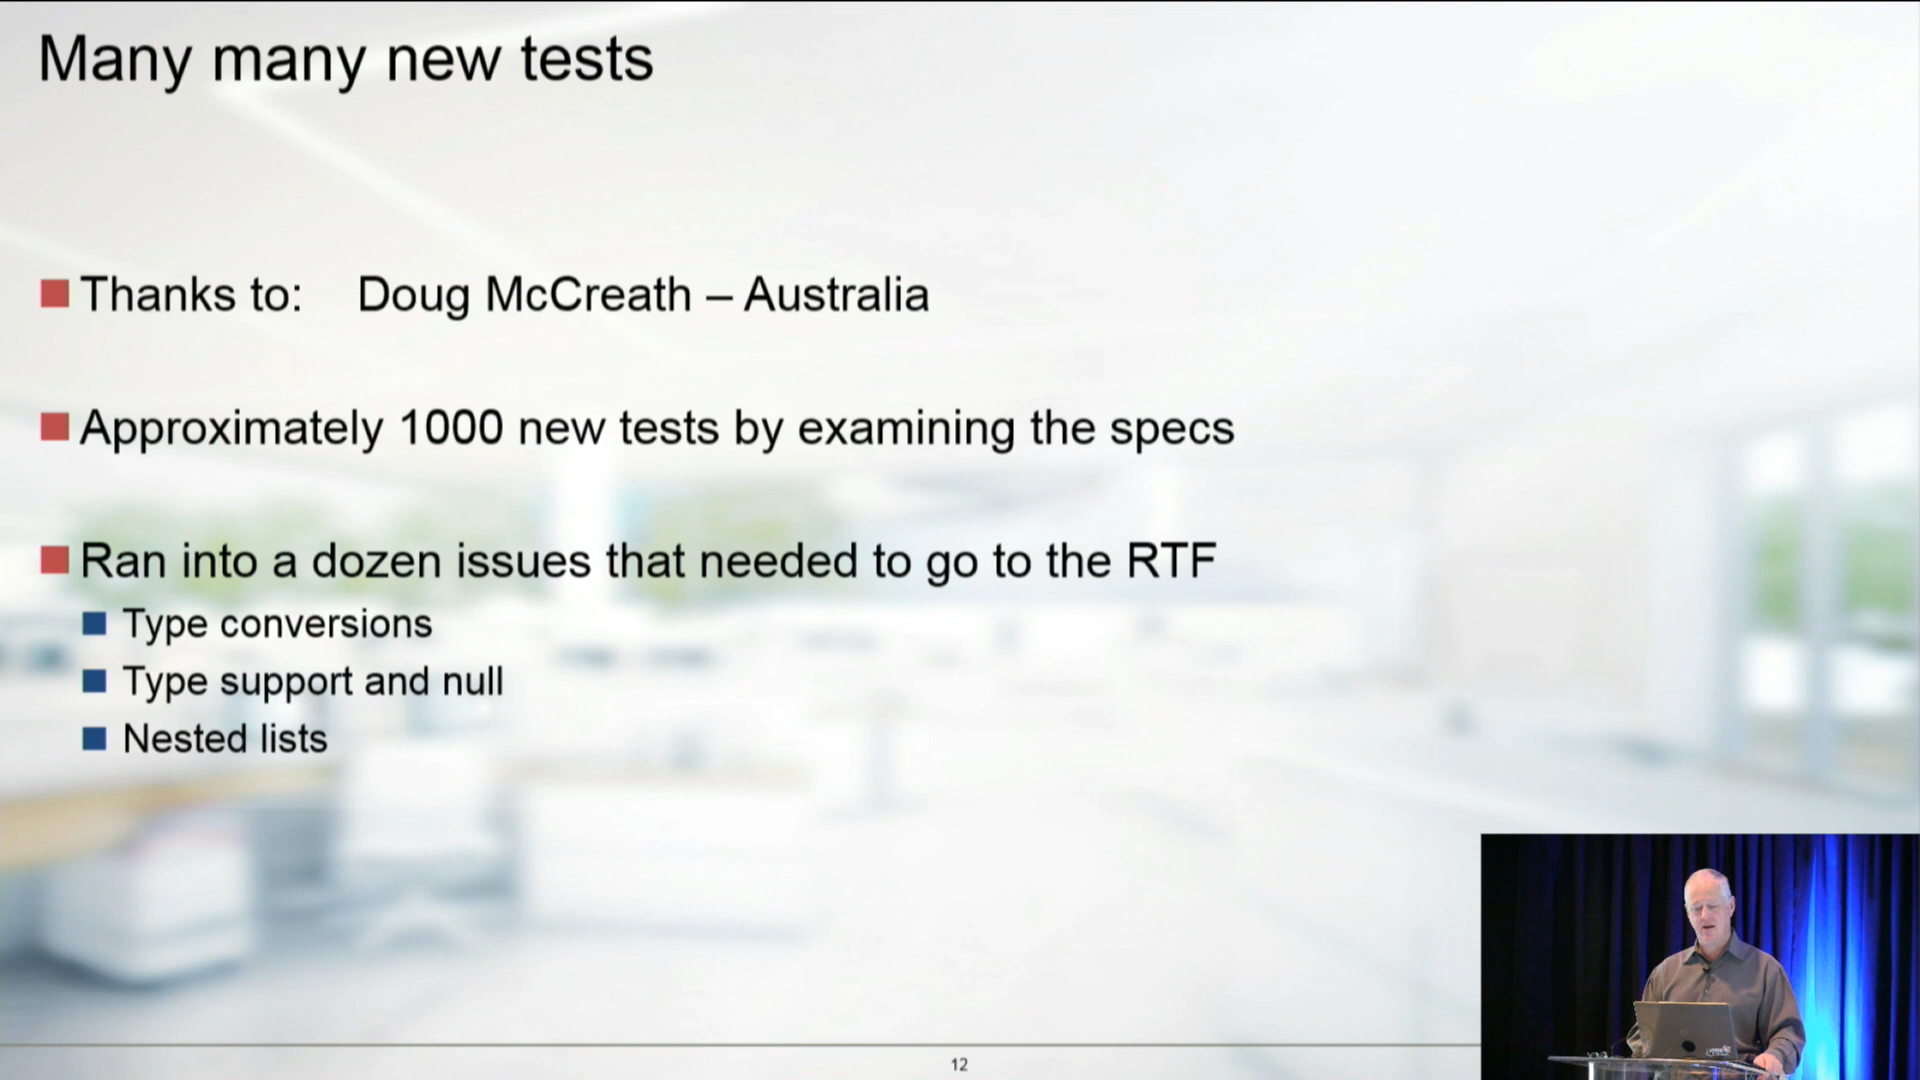 Many many new tests
Thanks to: Doug McCreath – Australia
Approximately 1000 new tests by examining the specs
Ran into a dozen issues that needed to go to the RTF
Type conversions
Type support and null
Nested lists
12